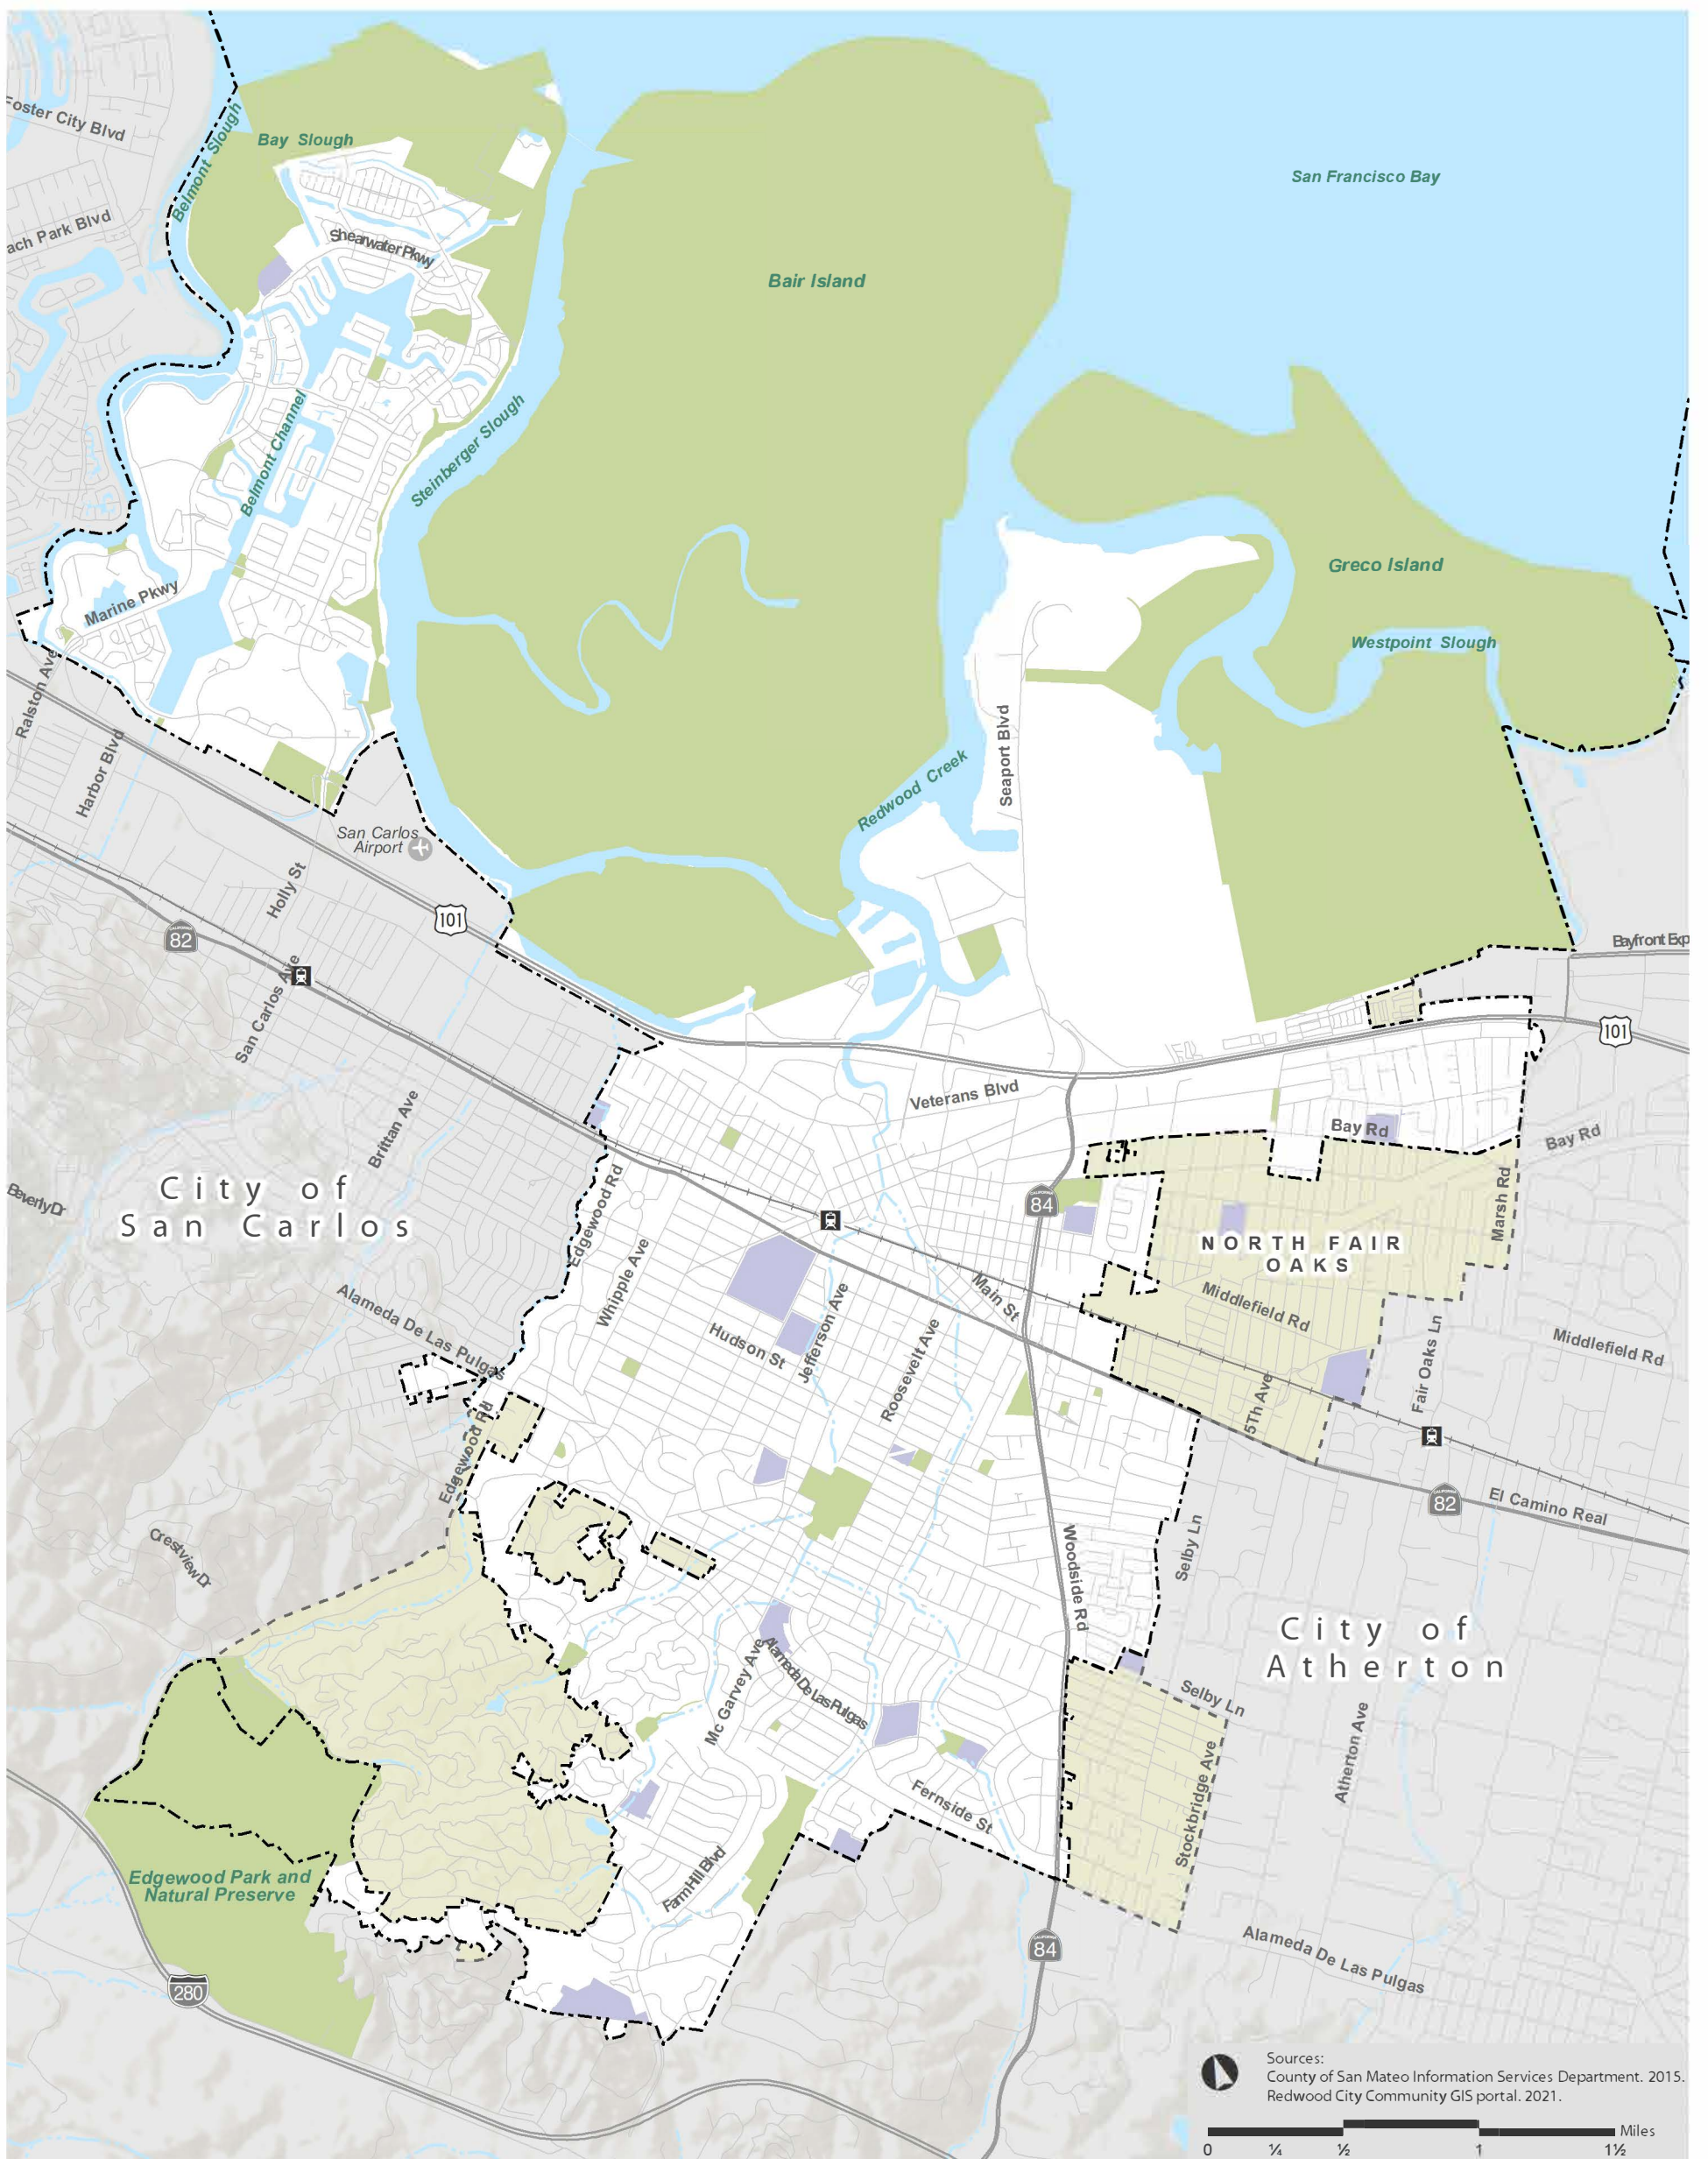 Foster City Blvd
Belmont Slough
Bay Slough
San Francisco Bay
ach Park Blvd
Shearwater Pkwy
Bair Island
Belmont Channel
Steinberger Slough
Greco Island
Marine Pkwy
Westpoint Slough
Ralston Ave
Harbor Blvd
Seaport Blvd
Redwood Creek
San Carlos
Airport
Holly St
101
82
Bayfront Exp
San Carlos Ave
101
Veterans Blvd
Brittan Ave
Bay Rd
Bay Rd
City of
San Carlos
Beverly Dr
Edgewood Rd
84
Marsh Rd
NORTH FAIR
OAKS
Whipple Ave
Main St
Middlefield Rd
Alameda De Las Pulgas
Hudson St
Jefferson Ave
Roosevelt Ave
Fair Oaks Ln
Middlefield Rd
5Th Ave
Edgewood Rd
82
El Camino Real
Crestview Dr
Woodside Rd
Selby Ln
City of
Atherton
Mc Garvey Ave
Alameda De Las Pulgas
Selby Ln
Atherton Ave
Stockbridge Ave
Fernside St
Edgewood Park and
Natural Preserve
Farm Hill Blvd
84
Alameda De Las Pulgas
280
Sources:
County of San Mateo Information Services Department. 2015.
Redwood City Community GIS portal. 2021.
Miles
0 ¼ ½ 1 1½